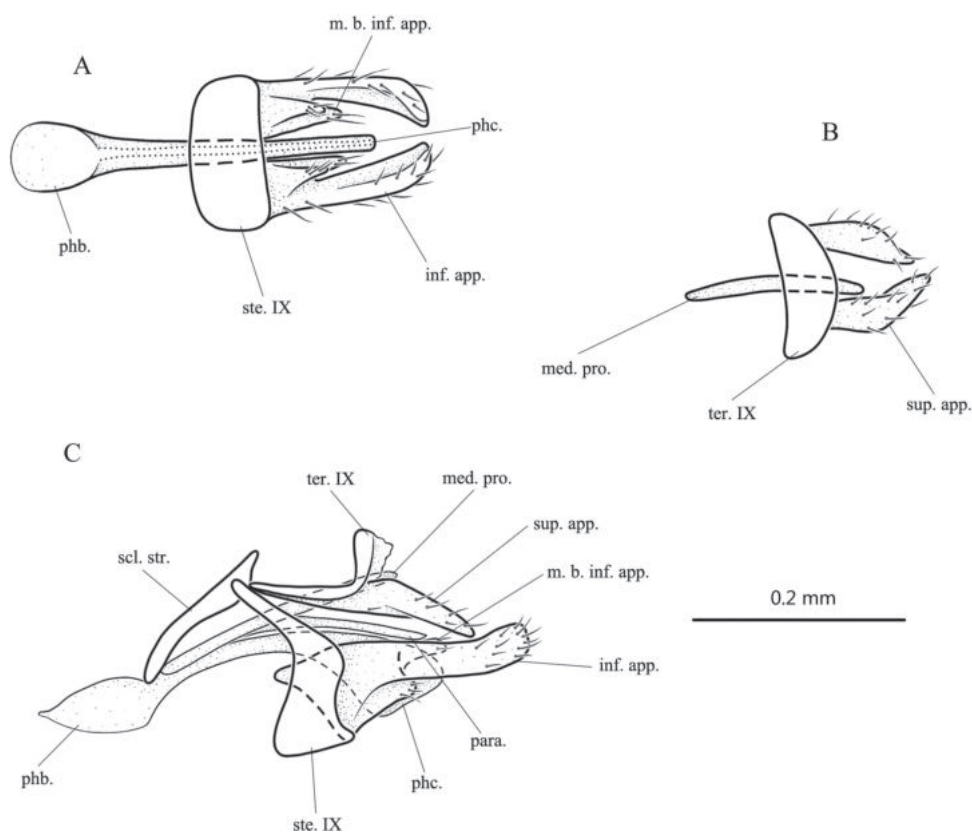 A
m. b. inf. app.
phc.
phb.
inf. app.
ste. IX
B
med. pro.
ter. IX
sup. app.
C
ter. IX
med. pro.
scl. str.
sup. app.
m. b. inf. app.
0.2 mm
inf. app.
para.
phb.
phc.
ste. IX